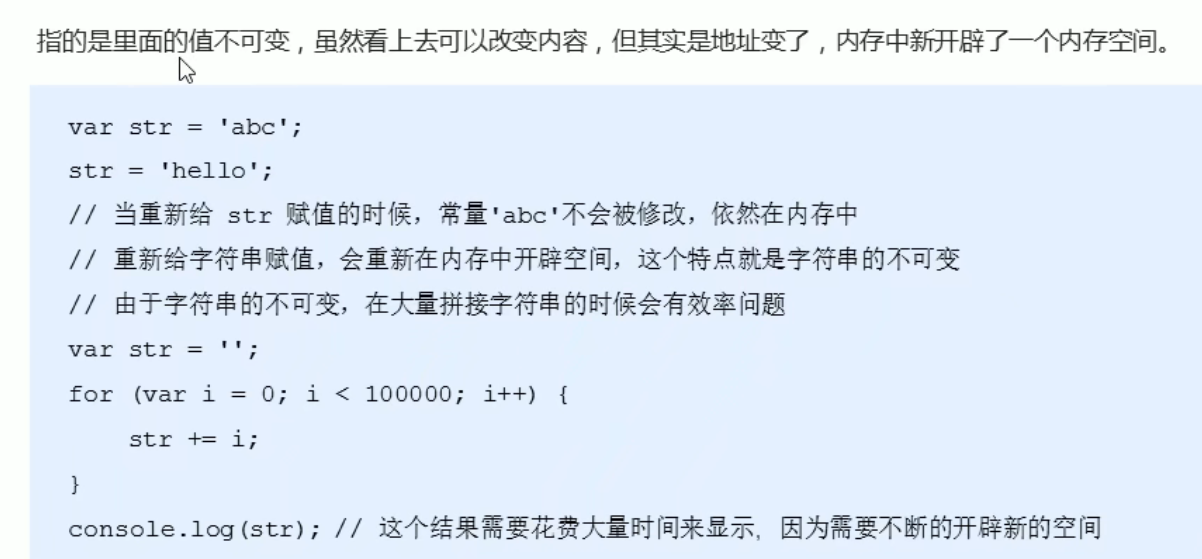 指的是里面的值不可变，虽然看上去可以改变内容，但其实是地址变了，内存中新开辟了一个内存空间。
var str = 'abc';
str = 'hello';
// 当重新给 str 赋值的时候，常量'abc'不会被修改，依然在内存中
// 重新给字符串赋值，会重新在内存中开辟空间，这个特点就是字符串的不可变
// 由于字符串的不可变，在大量拼接字符串的时候会有效率问题
var str = '';
for (var i = 0; i < 100000; i++) {
    str += i;
}
console.log(str); // 这个结果需要花费大量时间来显示，因为需要不断的开辟新的空间